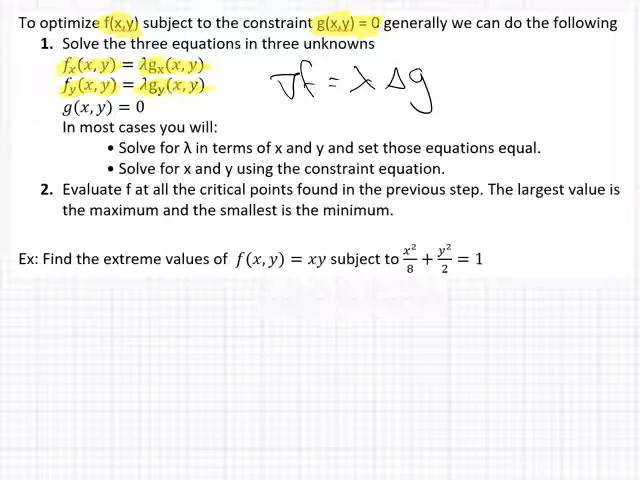 To optimize f(x,y) subject to the constraint g(x,y) = 0 generally we can do the following
1. Solve the three equations in three unknowns
fₓ(x, y) = λgₓ(x, y)
f_y(x, y) = λg_y(x, y)
∇f = λ Δg
g(x, y) = 0
In most cases you will:
• Solve for λ in terms of x and y and set those equations equal.
• Solve for x and y using the constraint equation.
2. Evaluate f at all the critical points found in the previous step. The largest value is
the maximum and the smallest is the minimum.
Ex: Find the extreme values of f(x, y) = xy subject to x²/8 + y²/2 = 1